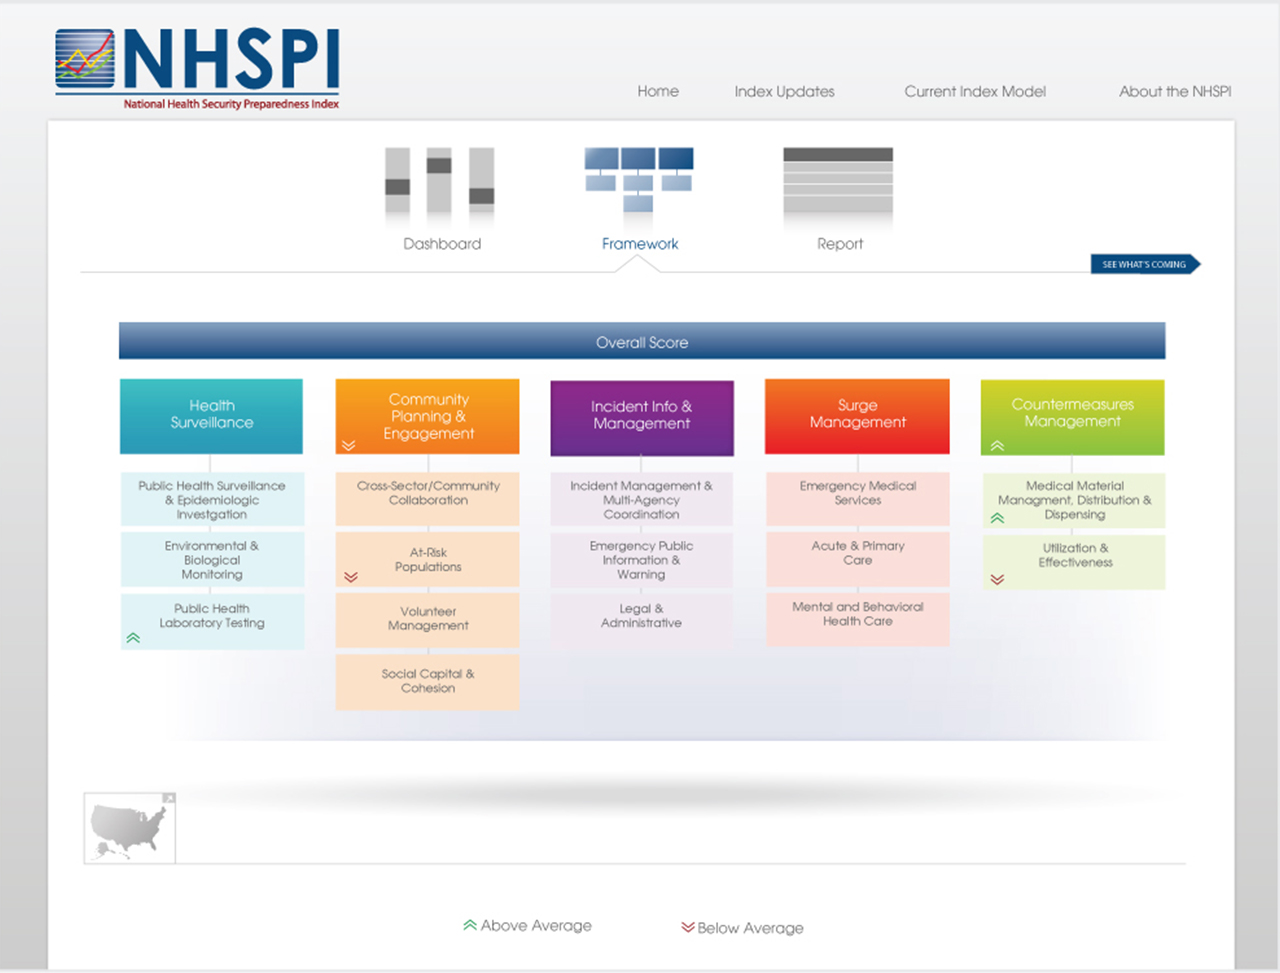 NHSPI
National Health Security Preparedness Index
Home
Index Updates
Current Index Model
About the NHSPI
Dashboard
Framework
Report
SEE WHAT'S COMING
Overall Score
Health
Surveillance
Public Health Surveillance
& Epidemiologic
Investgation
Environmental &
Biological
Monitoring
Public Health
Laboratory Testing
Community
Planning &
Engagement
Cross-Sector/Community
Collaboration
At-Risk
Populations
Volunteer
Management
Social Capital &
Cohesion
Incident Info &
Management
Incident Management &
Multi-Agency
Coordination
Emergency Public
Information &
Warning
Legal &
Administrative
Surge
Management
Emergency Medical
Services
Acute & Primary
Care
Mental and Behavioral
Health Care
Countermeasures
Management
Medical Material
Managment, Distribution &
Dispensing
Utilization &
Effectiveness
Above Average
Below Average